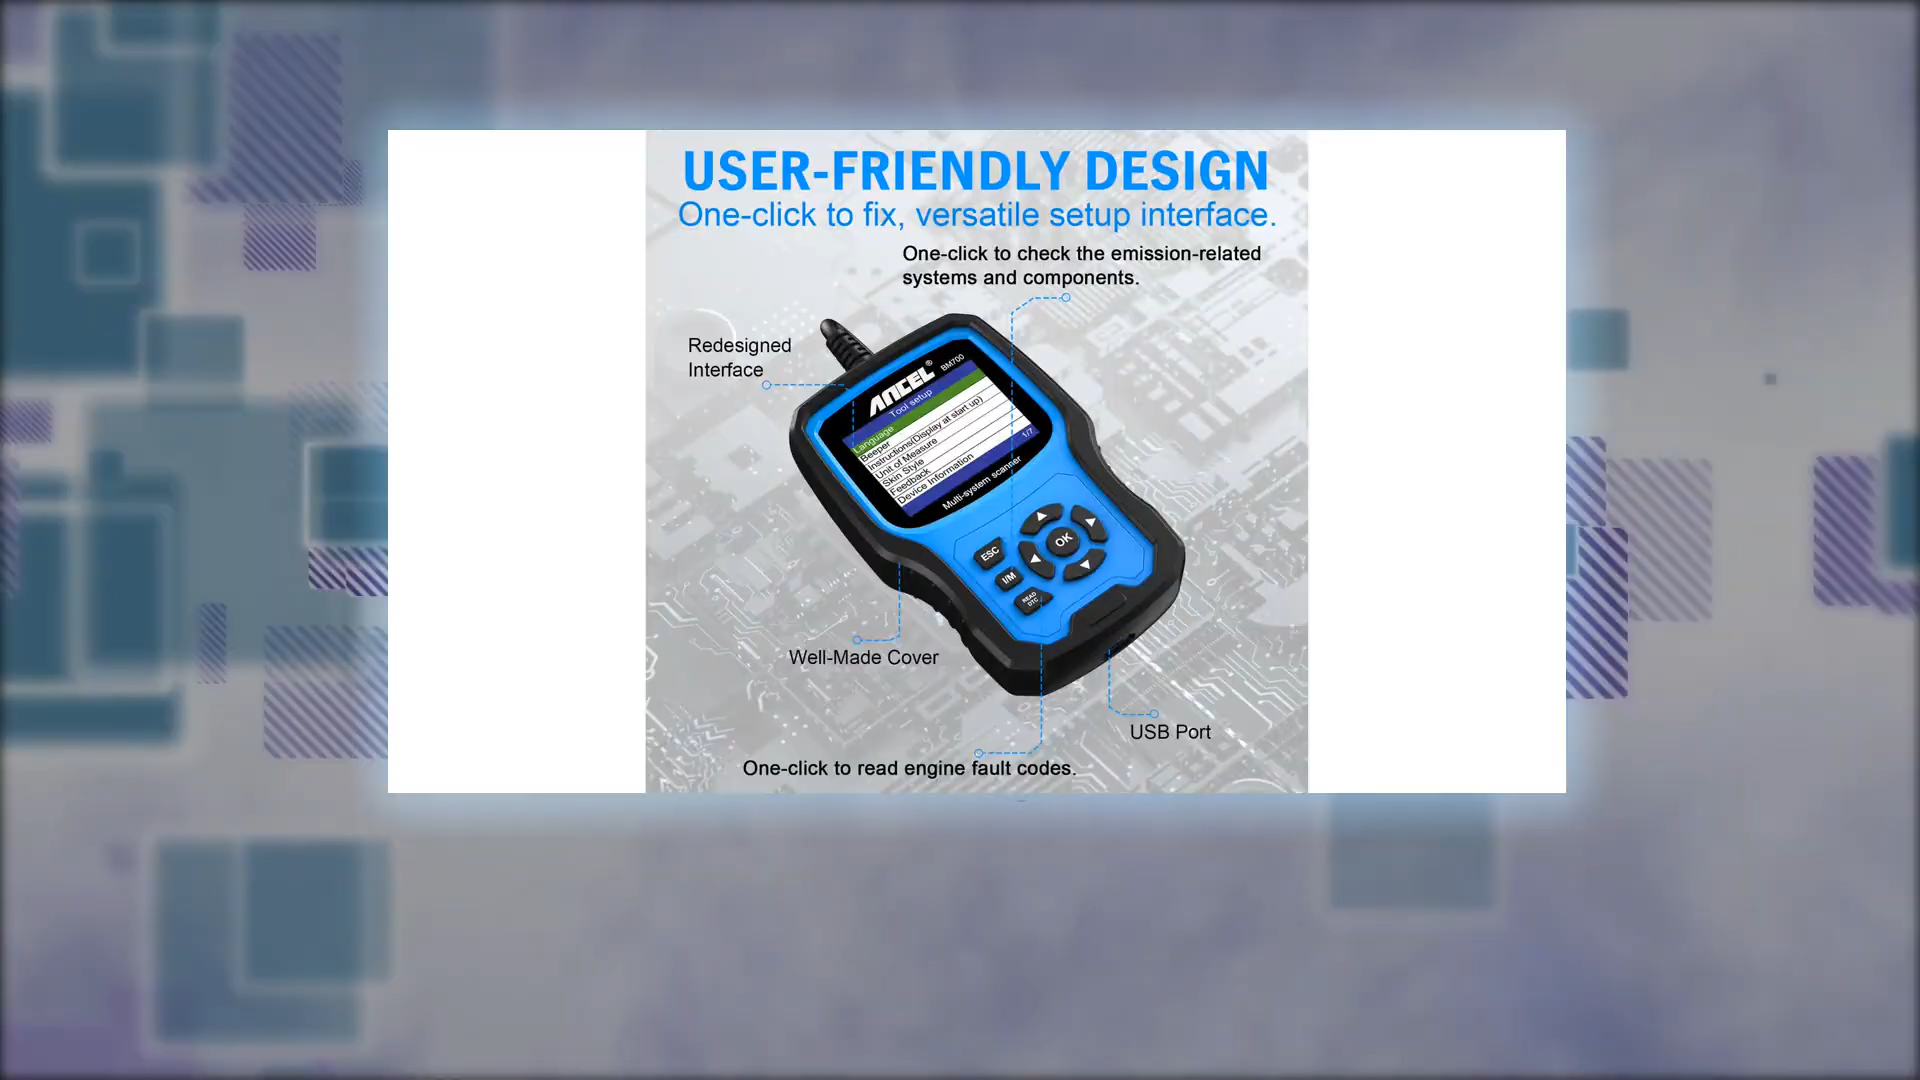 USER-FRIENDLY DESIGN
One-click to fix, versatile setup interface.
One-click to check the emission-related
systems and components.
Redesigned
Interface
ANCEL® BM700
Tool setup
Language
Beeper
Instructions(Display at start up)
Unit of Measure
Skin Style
Feedback
Device Information
1/7
Multi-system scanner
ESC
OK
I/M
READ
DTC
Well-Made Cover
USB Port
One-click to read engine fault codes.